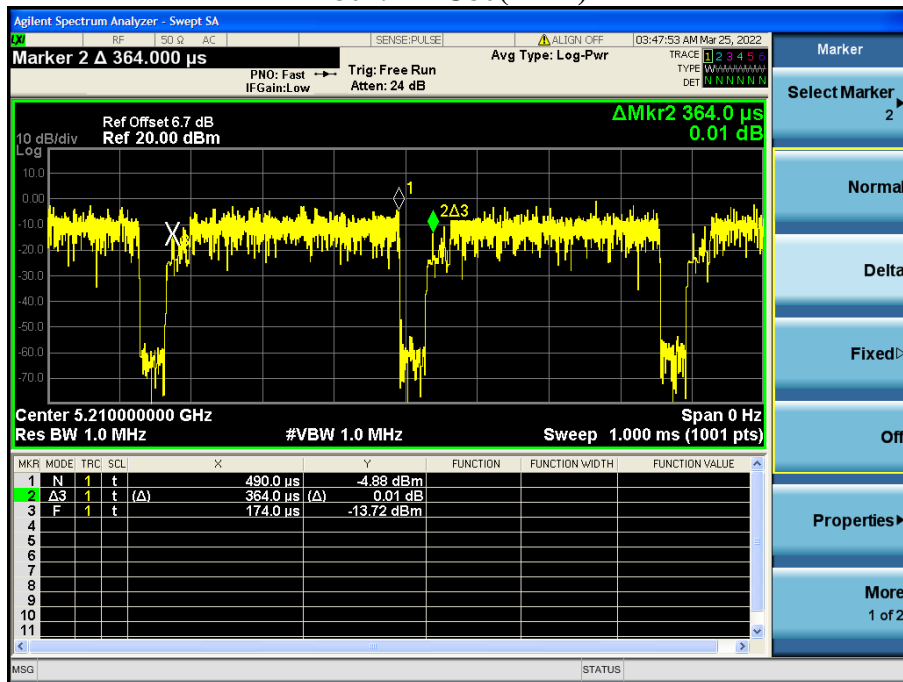 Agilent Spectrum Analyzer - Swept SA
LXI RF 50 Ω AC SENSE:PULSE ALIGN OFF 03:47:53 AM Mar 25, 2022
Marker 2 Δ 364.000 µs
PNO: Fast
IFGain:Low
Trig: Free Run
Atten: 24 dB
Avg Type: Log-Pwr
TRACE 1 2 3 4 5 6
TYPE WWWWWW
DET N N N N N N
ΔMkr2 364.0 µs
0.01 dB
Ref Offset 6.7 dB
10 dB/div Ref 20.00 dBm
Log
10.0
0.00
-10.0
-20.0
-30.0
-40.0
-50.0
-60.0
-70.0
1
2Δ3
Center 5.210000000 GHz Span 0 Hz
Res BW 1.0 MHz #VBW 1.0 MHz Sweep 1.000 ms (1001 pts)
MKR MODE TRC SCL X Y FUNCTION FUNCTION WIDTH FUNCTION VALUE
1 N 1 t 490.0 µs -4.88 dBm
2 Δ3 1 t (Δ) 364.0 µs (Δ) 0.01 dB
3 F 1 t 174.0 µs -13.72 dBm
4
5
6
7
8
9
10
11
MSG STATUS
Marker
Select Marker
2
Normal
Delta
Fixed
Off
Properties
More
1 of 2